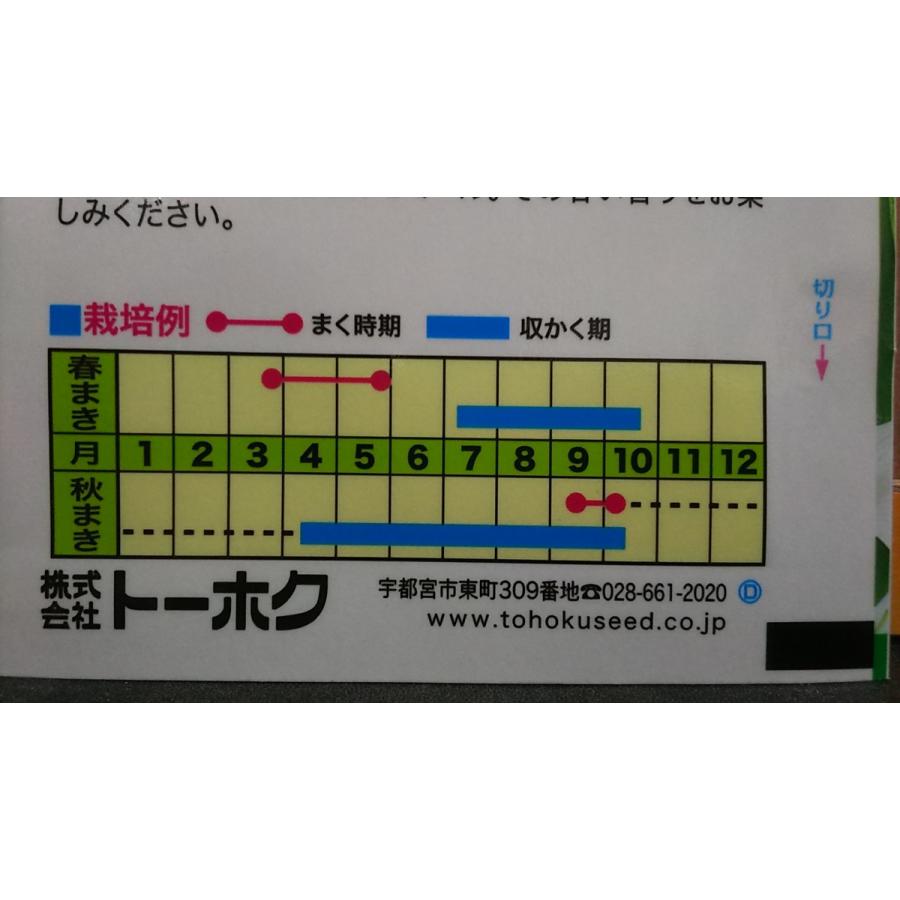 しみください。
切り口
栽培例 まく時期 収かく期
春まき
月 1 2 3 4 5 6 7 8 9 10 11 12
秋まき
株式会社 トーホク 宇都宮市東町309番地☎028-661-2020 Ⓓ
www.tohokuseed.co.jp